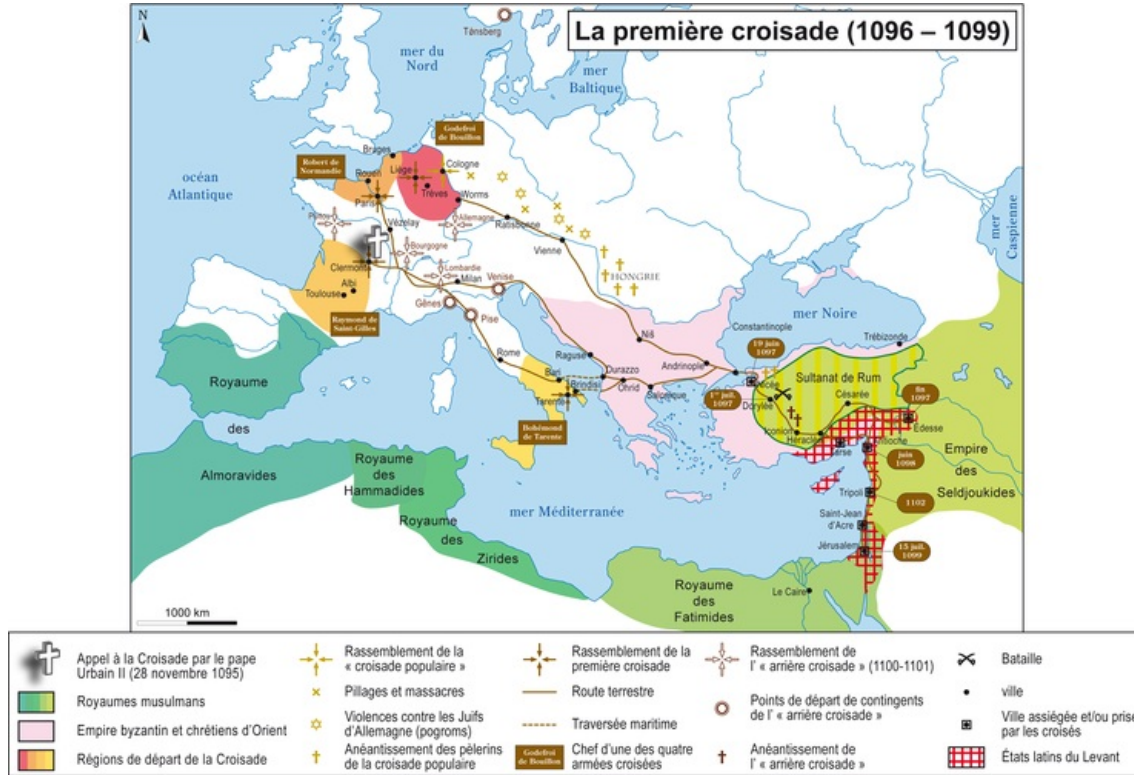 N
La première croisade (1096 – 1099)
Tønsberg
mer du
Nord
mer
Baltique
océan
Atlantique
Godefroi
de Bouillon
Robert de
Normandie
Bruges
Cologne
Rouen
Liège
Trèves
Paris
Worms
Poitou
Allemagne
Ratisbonne
Vézelay
Vienne
Bourgogne
HONGRIE
Clermont
Lombardie
Milan
Venise
Albi
Toulouse
Gênes
Pise
Raymond de
Saint-Gilles
mer
Caspienne
mer Noire
Constantinople
Trébizonde
Niš
Raguse
Andrinople
19 juin
1097
Nicée
Sultanat de Rum
Rome
Bari
Durazzo
Brindisi
Ohrid
Salonique
Tarente
1er juil.
1097
Dorylée
Césarée
fin
1097
Bohémond
de Tarente
Iconion
Héraclée
Édesse
Tarse
Antioche
juin
1098
Royaume
des
Almoravides
Royaume
des
Hammadides
Royaume
des
Zirides
mer Méditerranée
Empire
des
Seldjoukides
Tripoli
1102
Saint-Jean
d'Acre
Jérusalem
15 juil.
1099
Royaume
des
Fatimides
Le Caire
1000 km
Appel à la Croisade par le pape
Urbain II (28 novembre 1095)
Royaumes musulmans
Empire byzantin et chrétiens d'Orient
Régions de départ de la Croisade
Rassemblement de la
« croisade populaire »
Pillages et massacres
Violences contre les Juifs
d'Allemagne (pogroms)
Anéantissement des pèlerins
de la croisade populaire
Rassemblement de la
première croisade
Route terrestre
Traversée maritime
Godefroi
de Bouillon
Chef d'une des quatre
armées croisées
Rassemblement de
l' « arrière croisade » (1100-1101)
Points de départ de contingents
de l' « arrière croisade »
Anéantissement de
l' « arrière croisade »
Bataille
ville
Ville assiégée et/ou prise
par les croisés
États latins du Levant